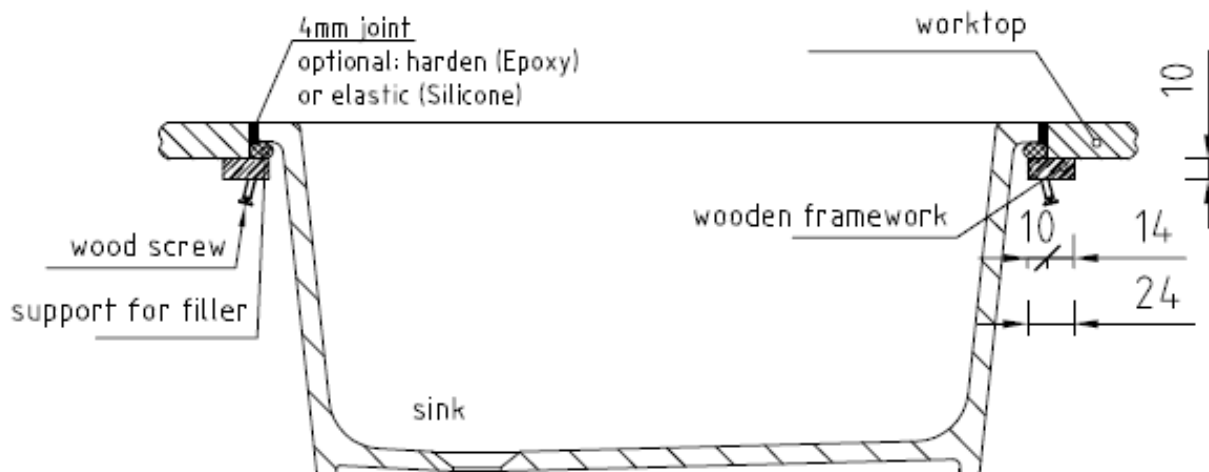 4mm joint
optional: harden (Epoxy)
or elastic (Silicone)
worktop
10
wood screw
support for filler
wooden framework
10
14
24
sink